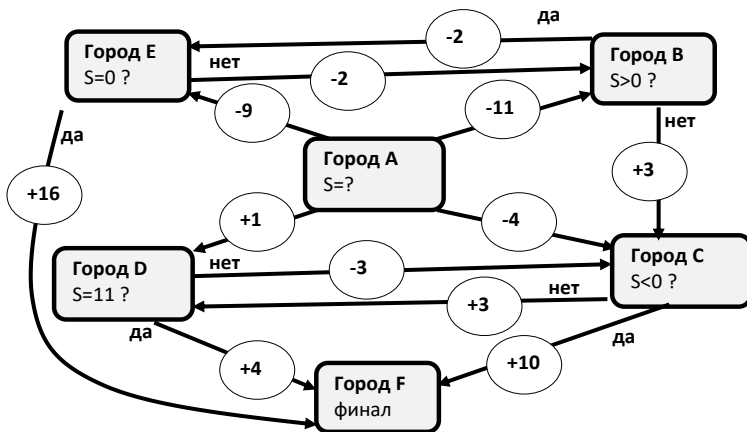 да
-2
Город E
S=0 ?
нет
-2
Город B
S>0 ?
-9
-11
да
нет
Город A
S=?
+16
+3
+1
-4
Город D
S=11 ?
нет
-3
Город C
S<0 ?
нет
+3
да
да
+4
+10
Город F
финал